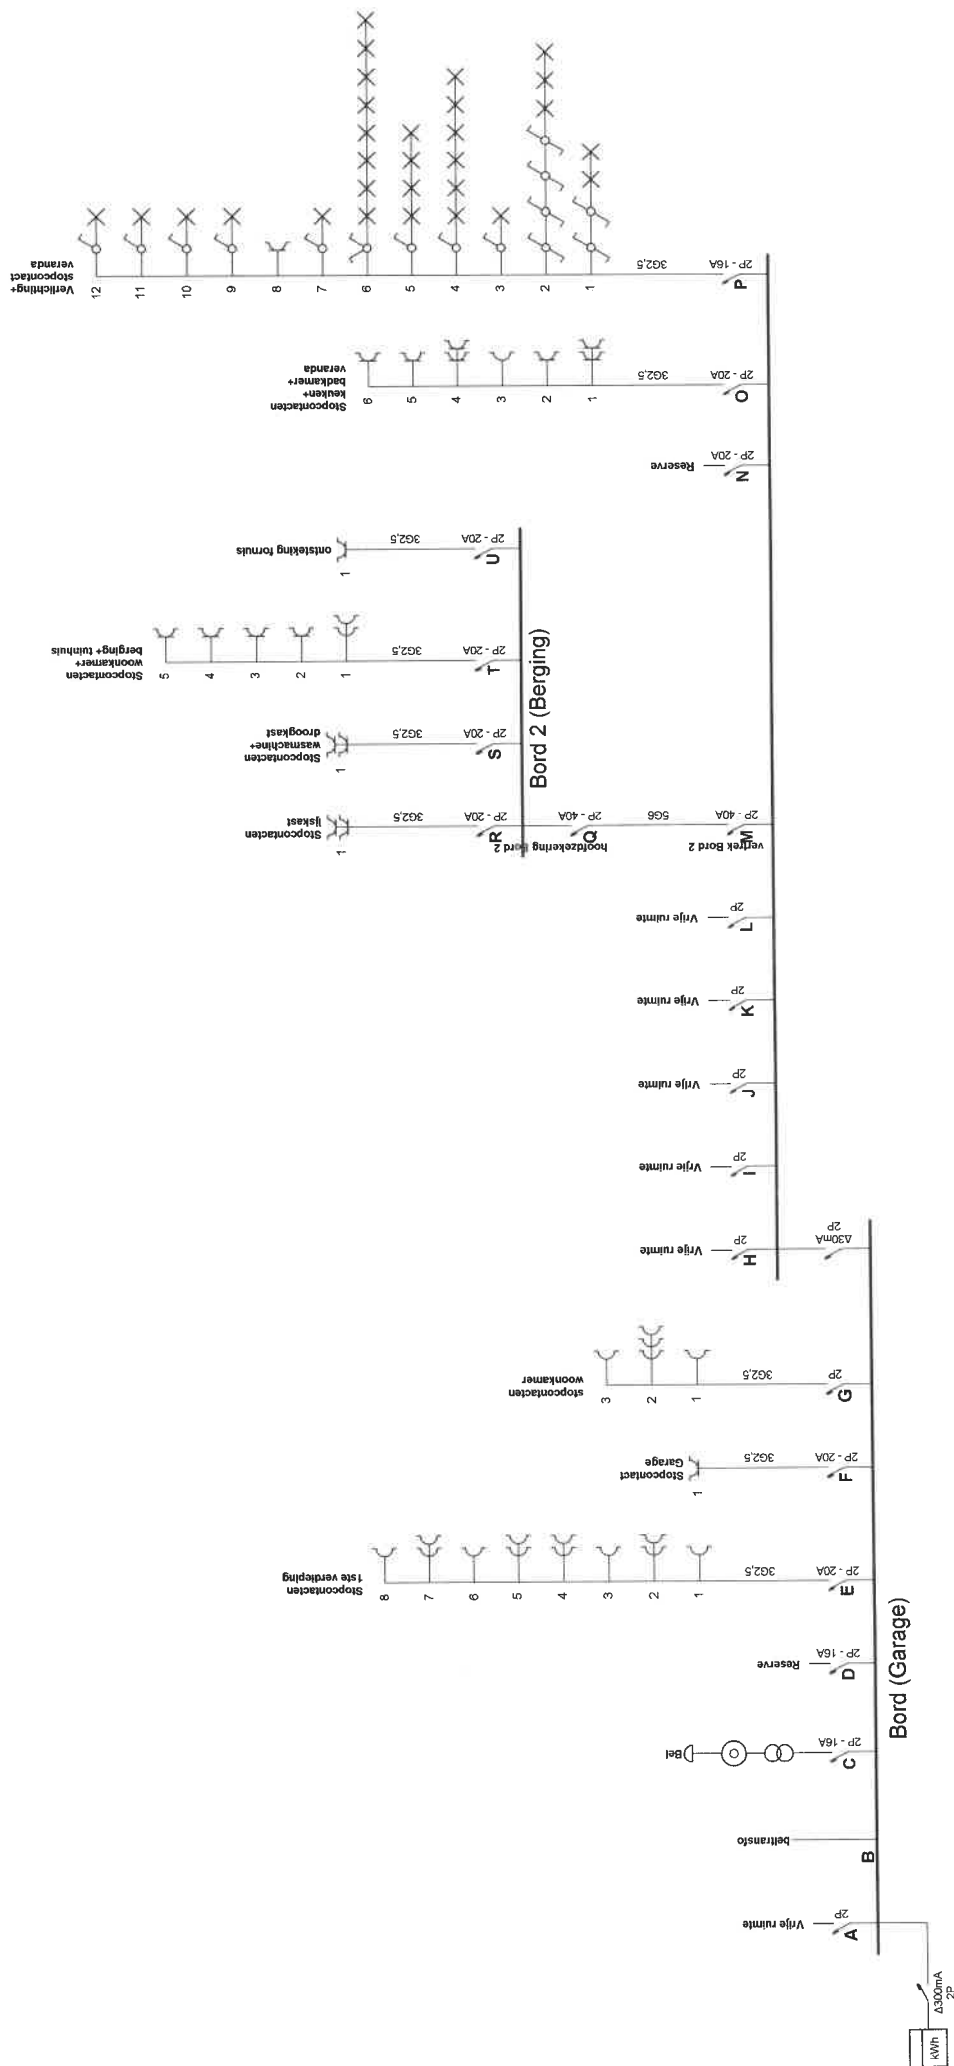 kWh
Δ300mA
2P
Bord (Garage)
A
2P
Vrije ruimte
B
beltransfo
C
2P - 16A
Bel
D
2P - 16A
Reserve
E
2P - 20A
3G2,5
1
2
3
4
5
6
7
8
Stopcontacten
1ste verdieping
F
2P - 20A
3G2,5
1
Stopcontact
Garage
G
2P
3G2,5
1
2
3
stopcontacten
woonkamer
Δ30mA
2P
H
2P
Vrije ruimte
I
2P
Vrije ruimte
J
2P
Vrije ruimte
K
2P
Vrije ruimte
L
2P
Vrije ruimte
M
2P - 40A
vertrek Bord 2
5G6
Q
2P - 40A
hoofdzekering Bord 2
Bord 2 (Berging)
R
2P - 20A
3G2,5
1
Stopcontacten
Ijskast
S
2P - 20A
3G2,5
1
Stopcontacten
wasmachine+
droogkast
T
2P - 20A
3G2,5
1
2
3
4
5
Stopcontacten
woonkamer+
berging+ tuinhuis
U
2P - 20A
3G2,5
1
ontsteking fornuis
N
2P - 20A
Reserve
O
2P - 20A
3G2,5
1
2
3
4
5
6
Stopcontacten
keuken+
badkamer+
veranda
P
2P - 16A
3G2,5
1
2
3
4
5
6
7
8
9
10
11
12
Verlichting+
stopcontact
veranda